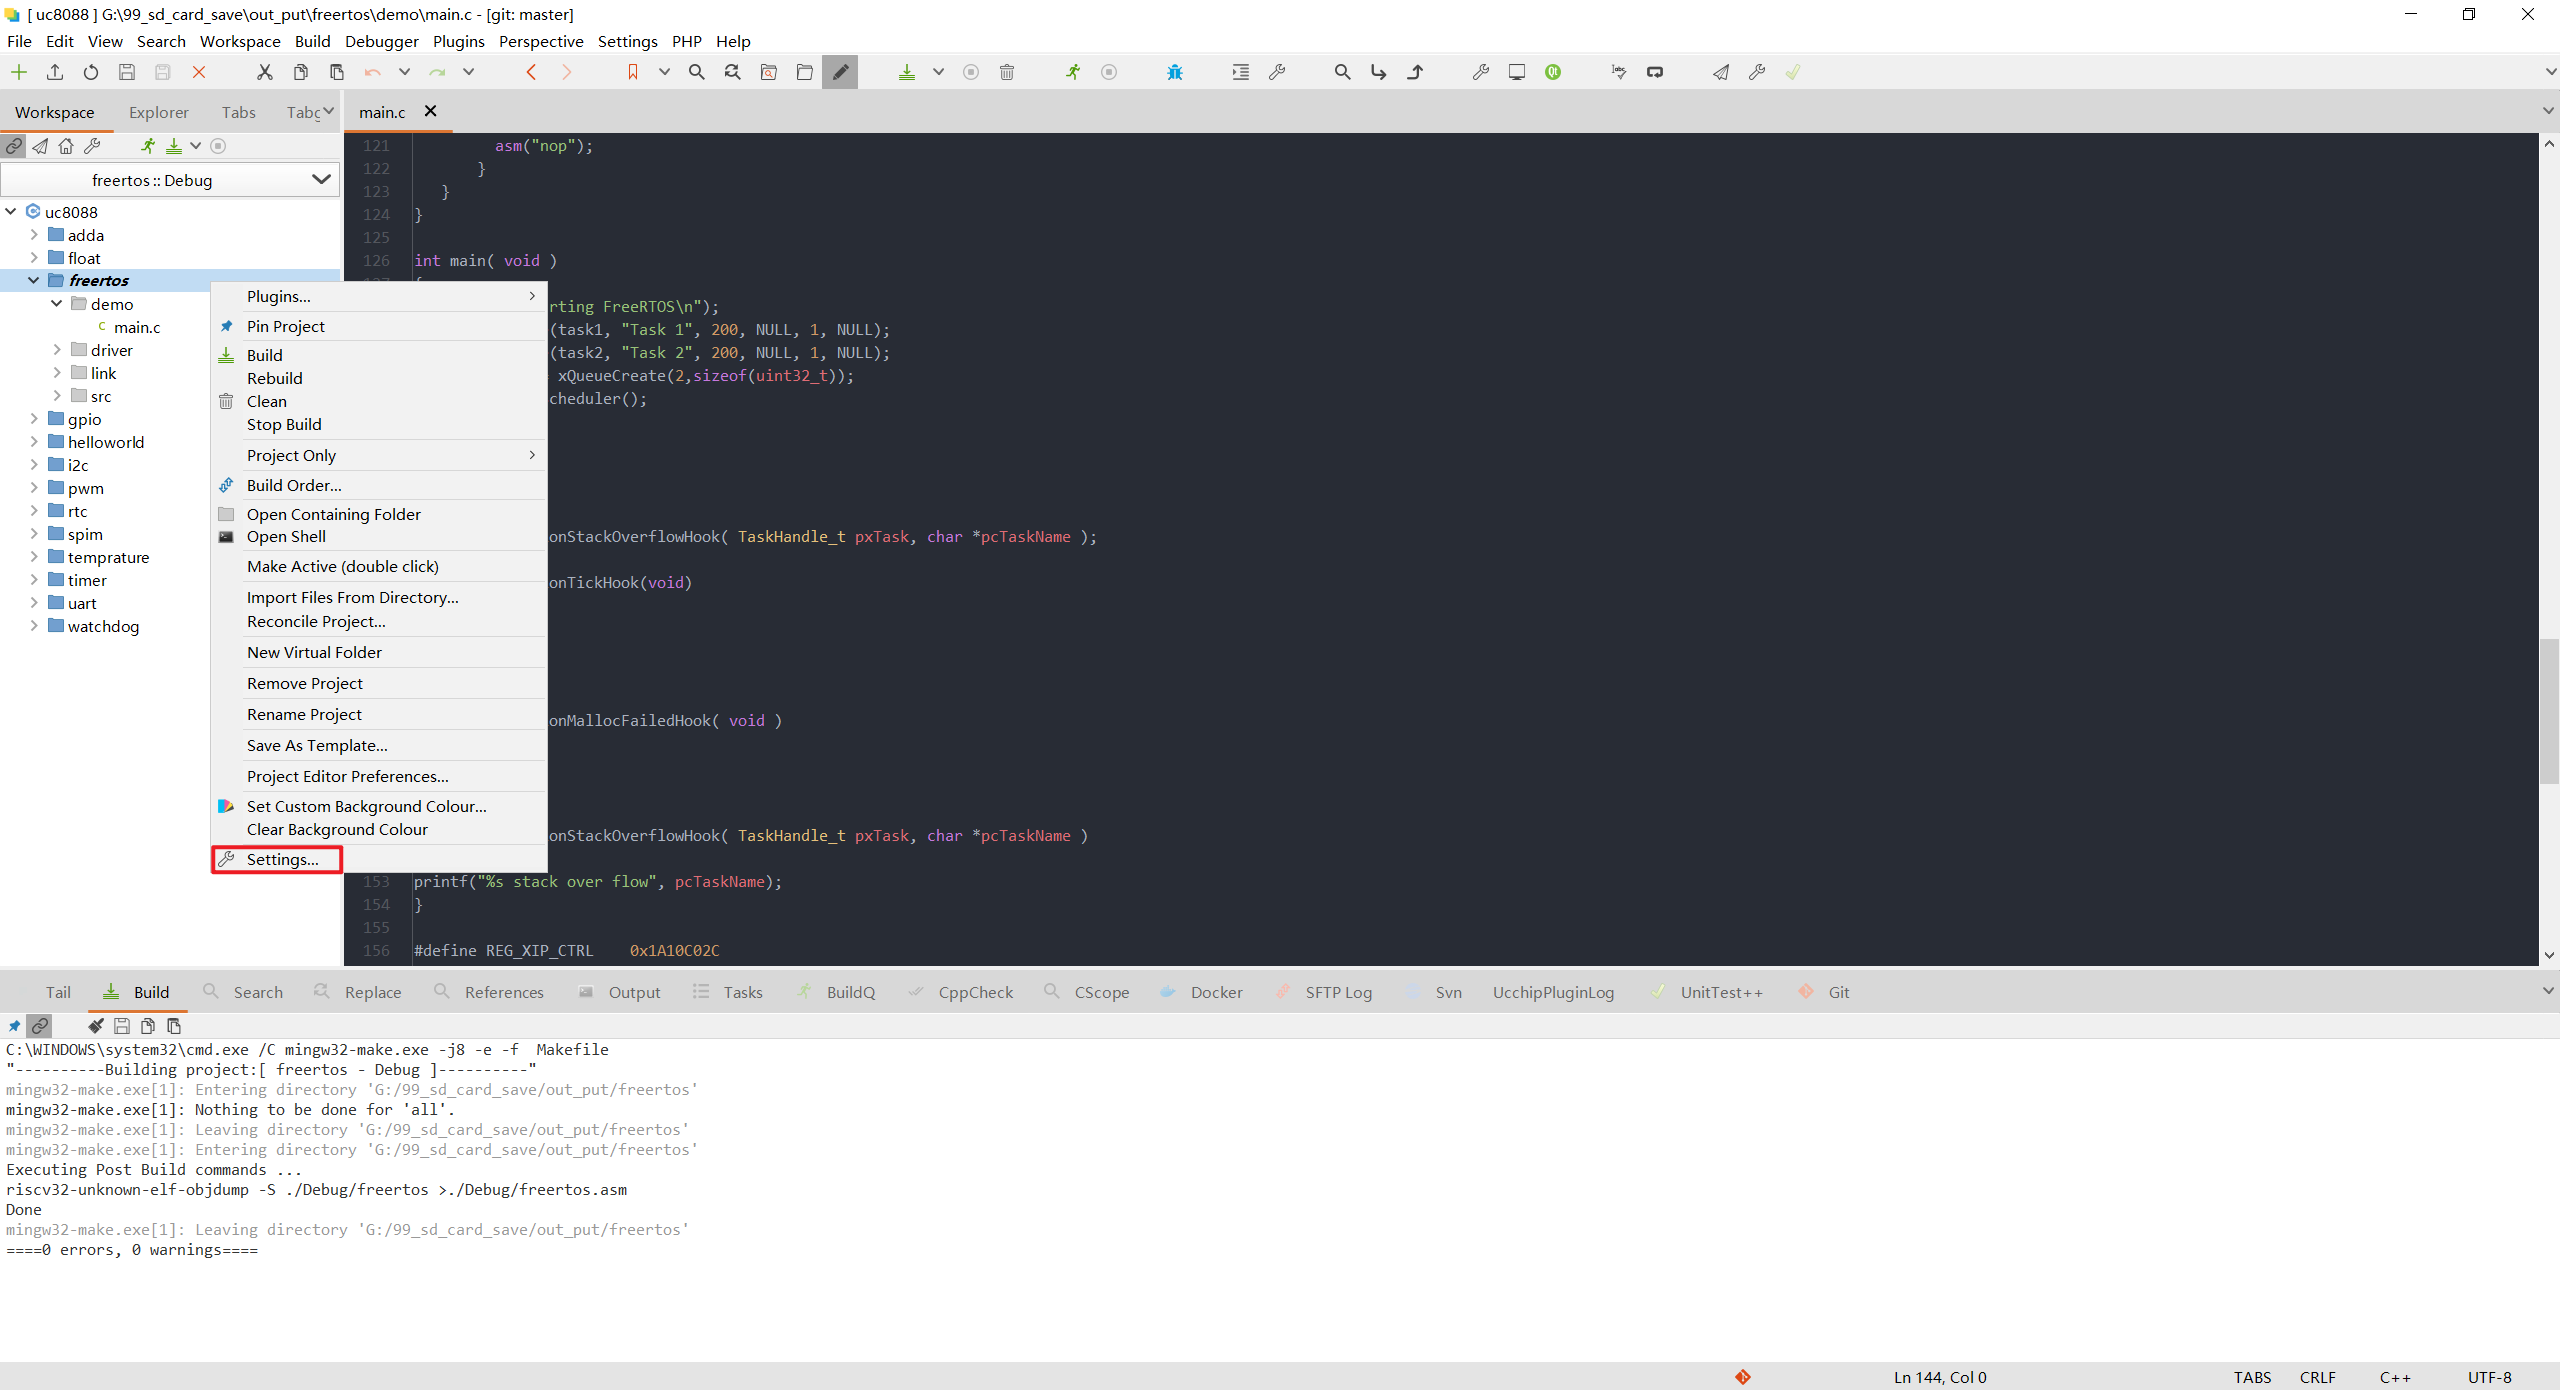 [ uc8088 ] G:\99_sd_card_save\out_put\freertos\demo\main.c - [git: master]
File Edit View Search Workspace Build Debugger Plugins Perspective Settings PHP Help
Workspace Explorer Tabs Tabg
main.c
freertos :: Debug
uc8088
adda
float
freertos
demo
main.c
driver
link
src
gpio
helloworld
i2c
pwm
rtc
spim
temprature
timer
uart
watchdog
Plugins...
Pin Project
Build
Rebuild
Clean
Stop Build
Project Only
Build Order...
Open Containing Folder
Open Shell
Make Active (double click)
Import Files From Directory...
Reconcile Project...
New Virtual Folder
Remove Project
Rename Project
Save As Template...
Project Editor Preferences...
Set Custom Background Colour...
Clear Background Colour
Settings...
121 asm("nop");
122 }
123 }
124 }
125
126 int main( void )
rting FreeRTOS\n");
(task1, "Task 1", 200, NULL, 1, NULL);
(task2, "Task 2", 200, NULL, 1, NULL);
xQueueCreate(2,sizeof(uint32_t));
cheduler();
onStackOverflowHook( TaskHandle_t pxTask, char *pcTaskName );
onTickHook(void)
onMallocFailedHook( void )
onStackOverflowHook( TaskHandle_t pxTask, char *pcTaskName )
153 printf("%s stack over flow", pcTaskName);
154 }
155
156 #define REG_XIP_CTRL 0x1A10C02C
Tail Build Search Replace References Output Tasks BuildQ CppCheck CScope Docker SFTP Log Svn UcchipPluginLog UnitTest++ Git
C:\WINDOWS\system32\cmd.exe /C mingw32-make.exe -j8 -e -f  Makefile
"----------Building project:[ freertos - Debug ]----------"
mingw32-make.exe[1]: Entering directory 'G:/99_sd_card_save/out_put/freertos'
mingw32-make.exe[1]: Nothing to be done for 'all'.
mingw32-make.exe[1]: Leaving directory 'G:/99_sd_card_save/out_put/freertos'
mingw32-make.exe[1]: Entering directory 'G:/99_sd_card_save/out_put/freertos'
Executing Post Build commands ...
riscv32-unknown-elf-objdump -S ./Debug/freertos >./Debug/freertos.asm
Done
mingw32-make.exe[1]: Leaving directory 'G:/99_sd_card_save/out_put/freertos'
====0 errors, 0 warnings====
Ln 144, Col 0 TABS CRLF C++ UTF-8